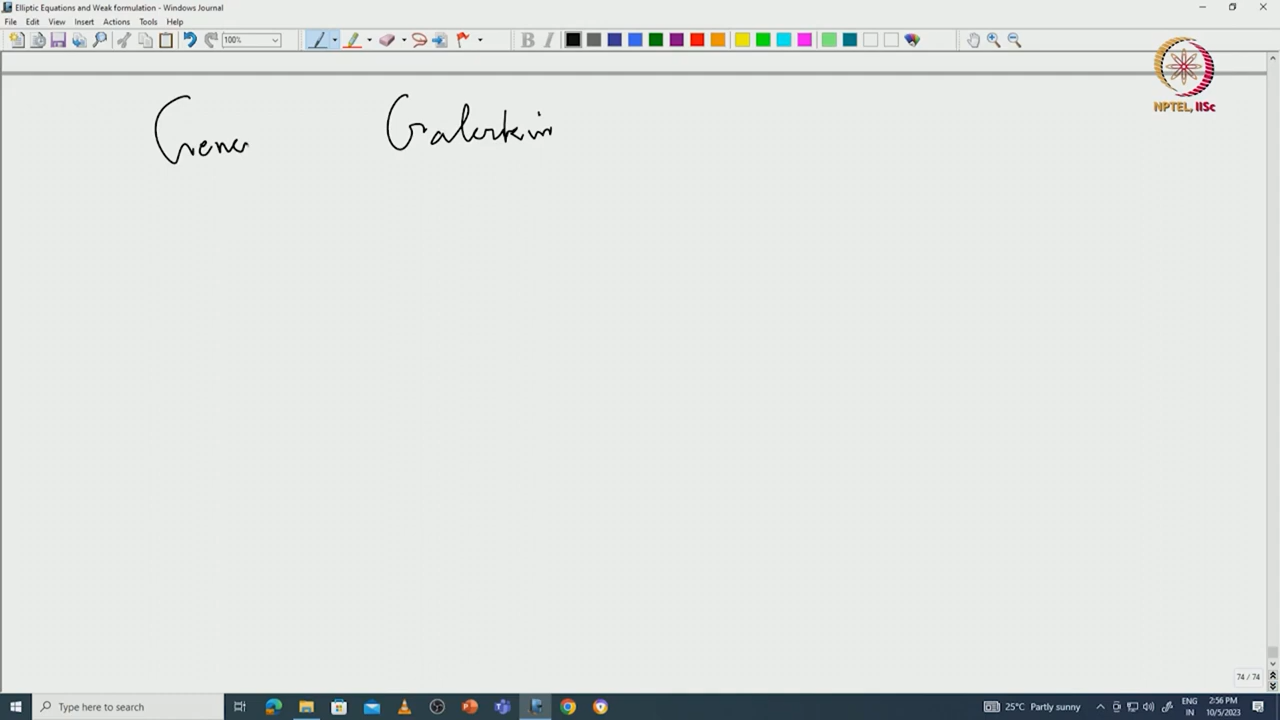 Elliptic Equations and Weak formulation - Windows Journal
File Edit View Insert Actions Tools Help
100% B I
NPTEL, IISc
Gene Galerkin
74 / 74
Type here to search
25°C Partly sunny
ENG
IN
2:56 PM
10/5/2023